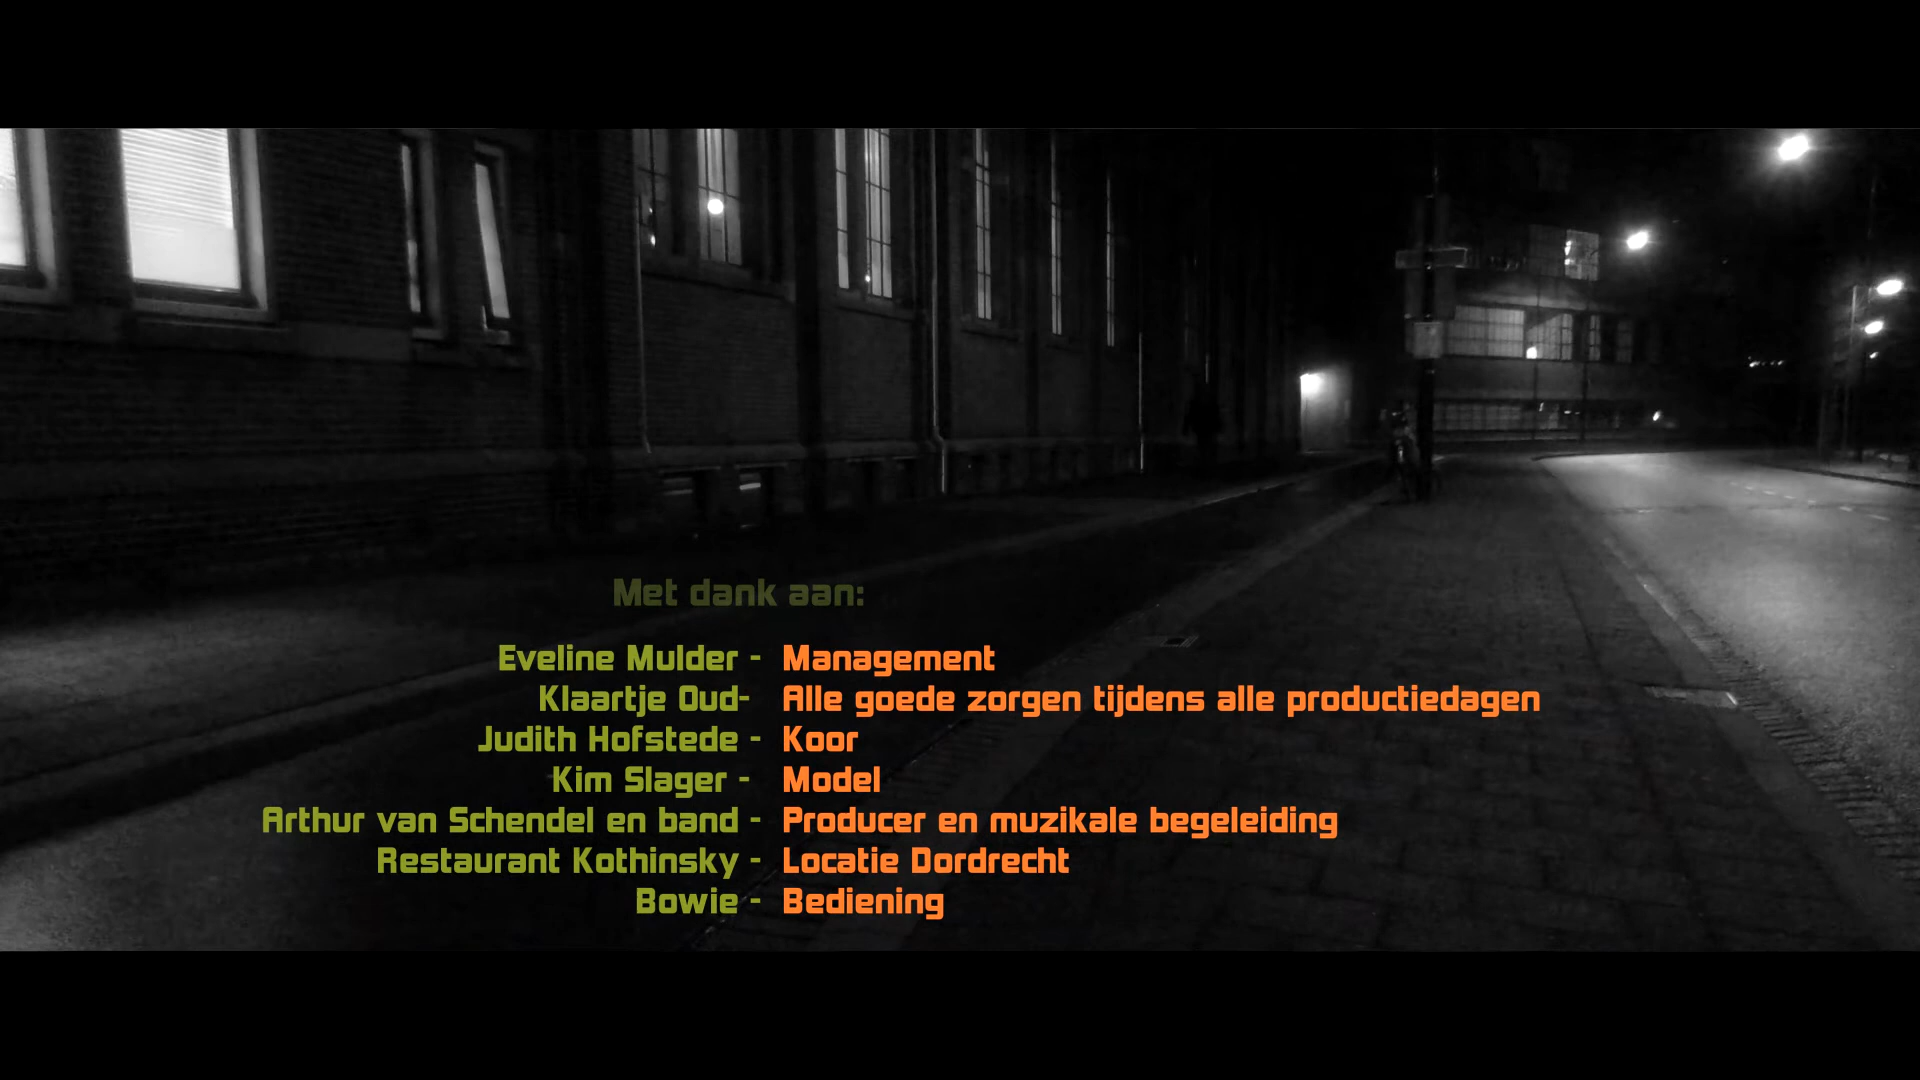 Met dank aan:
Eveline Mulder - Management
Klaartje Oud- Alle goede zorgen tijdens alle productiedagen
Judith Hofstede - Koor
Kim Slager - Model
Arthur van Schendel en band - Producer en muzikale begeleiding
Restaurant Kothinsky - Locatie Dordrecht
Bowie - Bediening